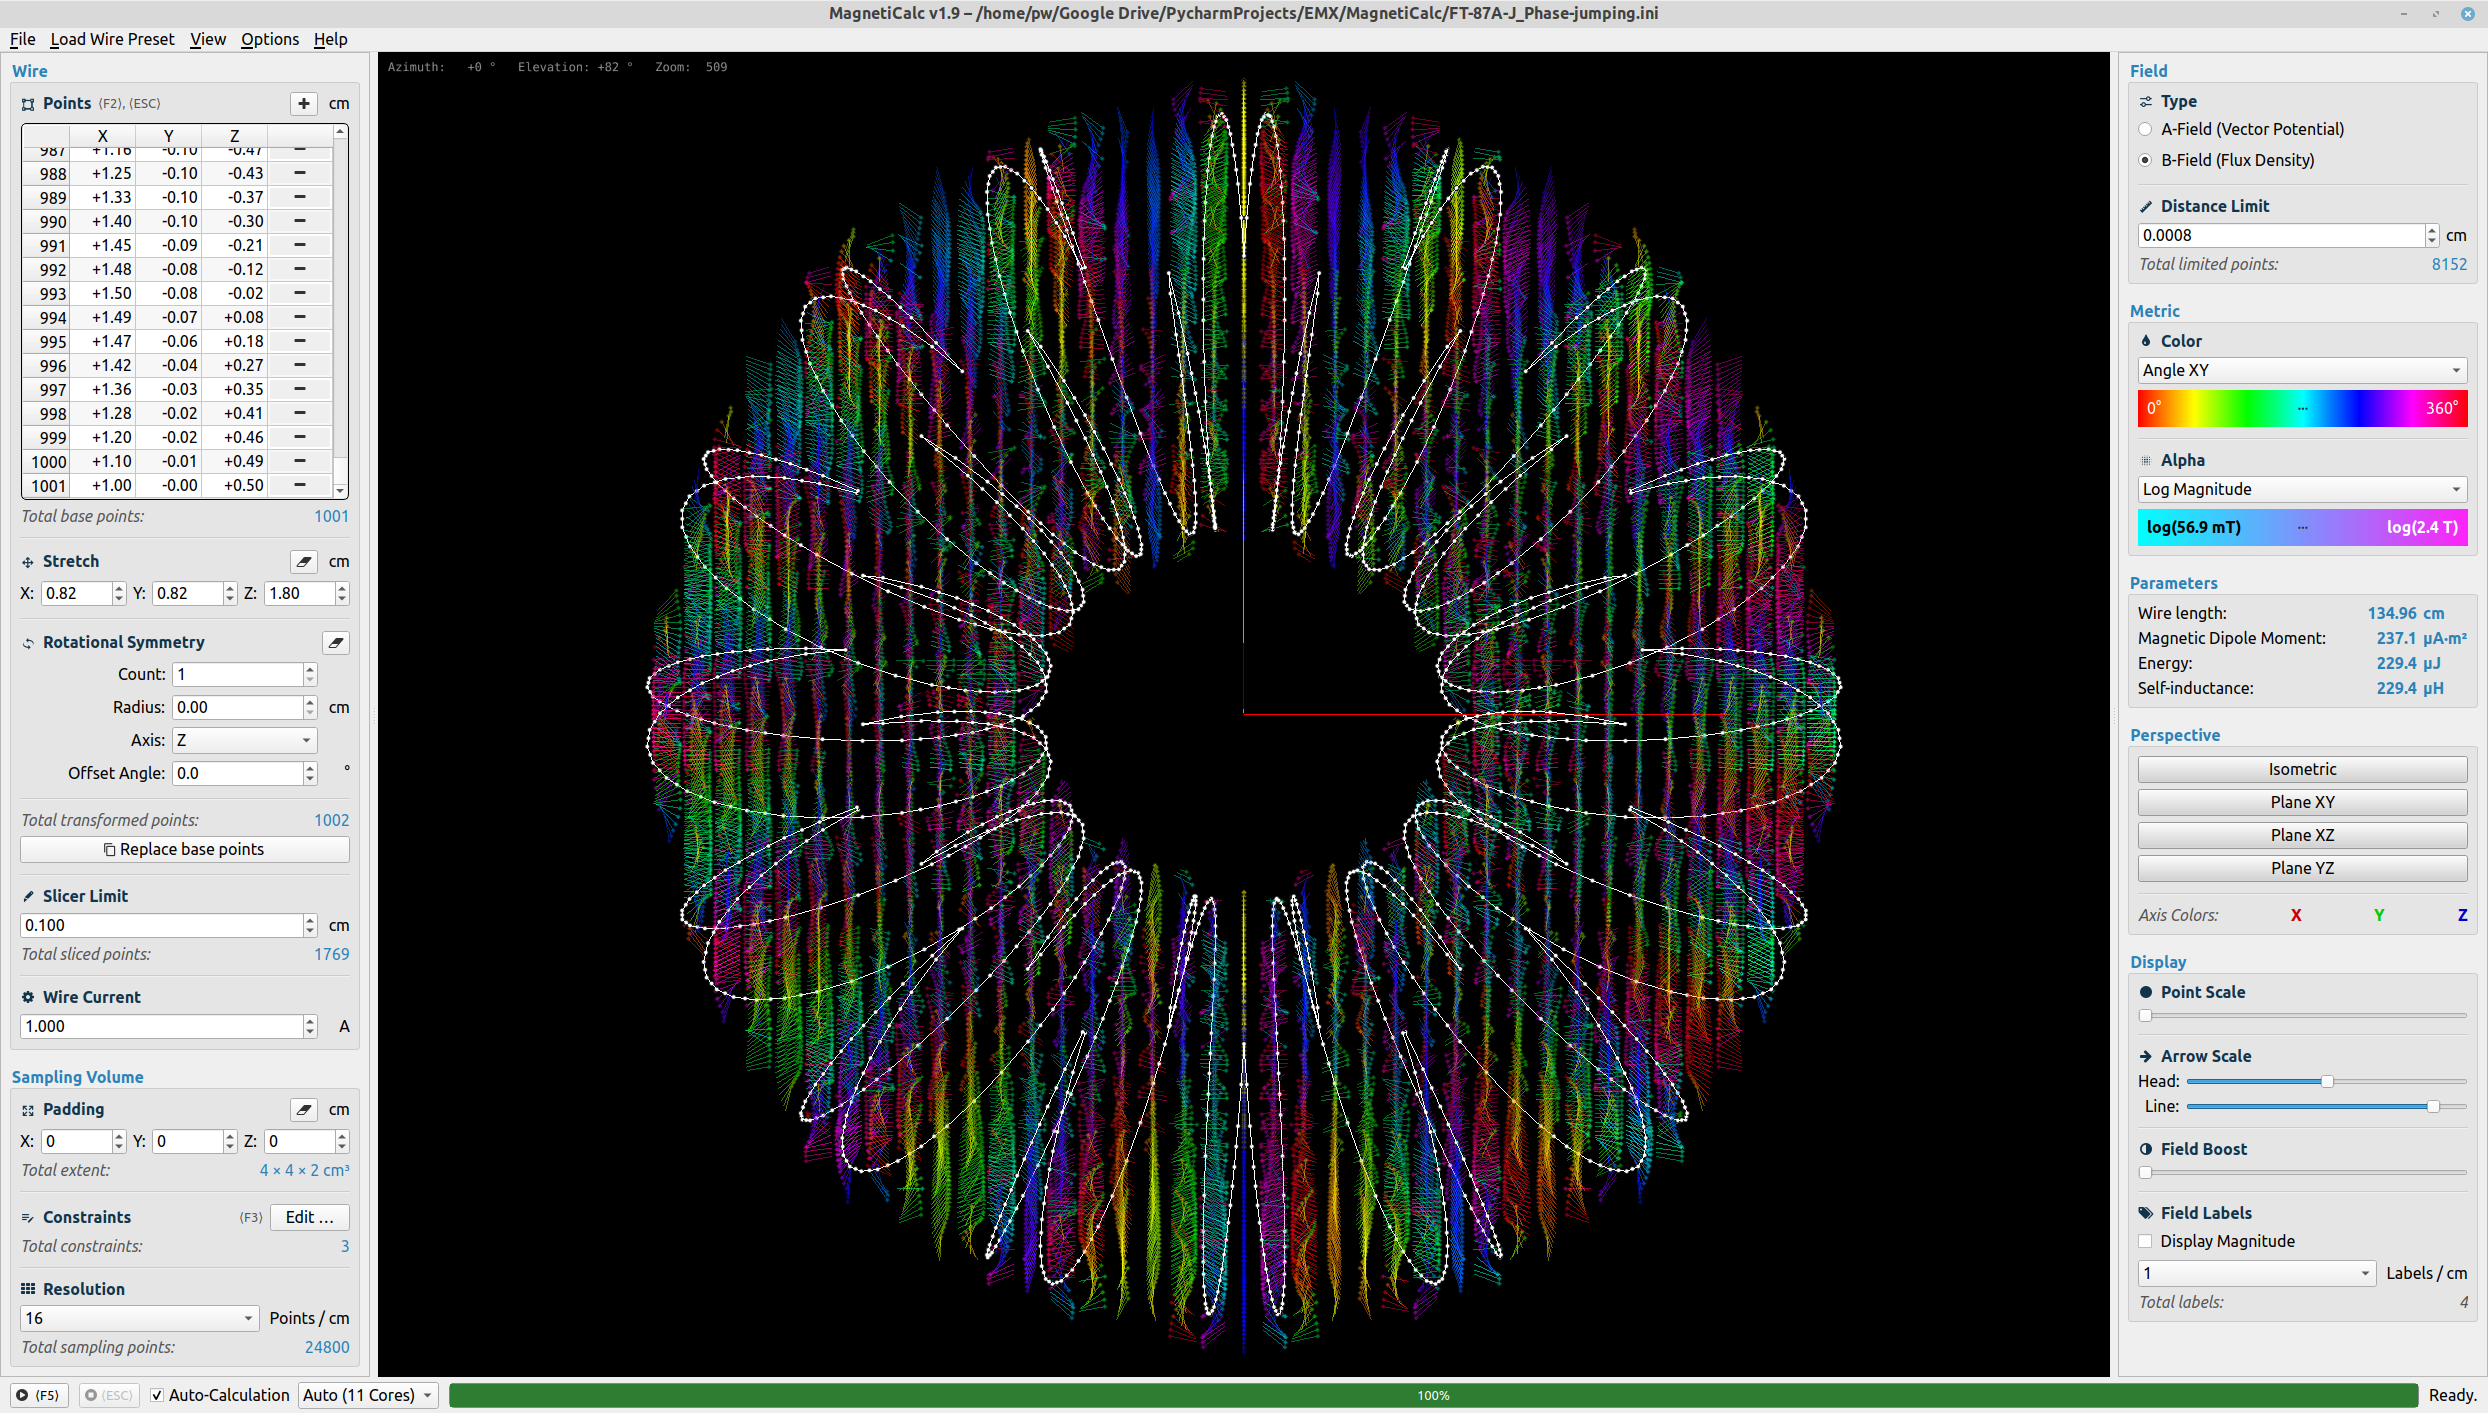 MagnetiCalc v1.9 – /home/pw/Google Drive/PycharmProjects/EMX/MagnetiCalc/FT-87A-J_Phase-jumping.ini
File Load Wire Preset View Options Help
Wire
Points (F2), (ESC) + cm
X Y Z
987 +1.16 -0.10 -0.47
988 +1.25 -0.10 -0.43 −
989 +1.33 -0.10 -0.37 −
990 +1.40 -0.10 -0.30 −
991 +1.45 -0.09 -0.21 −
992 +1.48 -0.08 -0.12 −
993 +1.50 -0.08 -0.02 −
994 +1.49 -0.07 +0.08 −
995 +1.47 -0.06 +0.18 −
996 +1.42 -0.04 +0.27 −
997 +1.36 -0.03 +0.35 −
998 +1.28 -0.02 +0.41 −
999 +1.20 -0.02 +0.46 −
1000 +1.10 -0.01 +0.49 −
1001 +1.00 -0.00 +0.50 −
Total base points: 1001
Stretch cm
X: 0.82 Y: 0.82 Z: 1.80
Rotational Symmetry
Count: 1
Radius: 0.00 cm
Axis: Z
Offset Angle: 0.0 °
Total transformed points: 1002
Replace base points
Slicer Limit
0.100 cm
Total sliced points: 1769
Wire Current
1.000 A
Sampling Volume
Padding cm
X: 0 Y: 0 Z: 0
Total extent: 4 × 4 × 2 cm³
Constraints (F3) Edit …
Total constraints: 3
Resolution
16 Points / cm
Total sampling points: 24800
Azimuth: +0 ° Elevation: +82 ° Zoom: 509
Field
Type
A-Field (Vector Potential)
B-Field (Flux Density)
Distance Limit
0.0008 cm
Total limited points: 8152
Metric
Color
Angle XY
0° ... 360°
Alpha
Log Magnitude
log(56.9 mT) ... log(2.4 T)
Parameters
Wire length: 134.96 cm
Magnetic Dipole Moment: 237.1 µA·m²
Energy: 229.4 µJ
Self-inductance: 229.4 µH
Perspective
Isometric
Plane XY
Plane XZ
Plane YZ
Axis Colors: X Y Z
Display
Point Scale
Arrow Scale
Head:
Line:
Field Boost
Field Labels
Display Magnitude
1 Labels / cm
Total labels: 4
(F5) (ESC) Auto-Calculation Auto (11 Cores) 100% Ready.